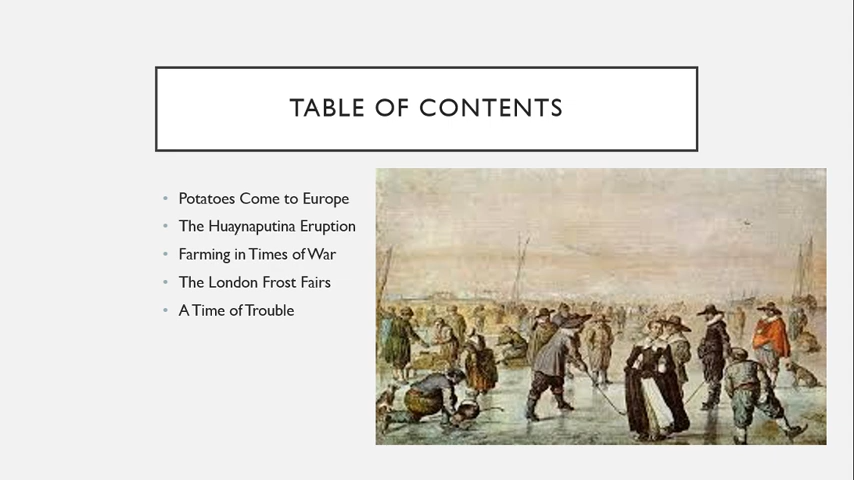 TABLE OF CONTENTS
• Potatoes Come to Europe
• The Huaynaputina Eruption
• Farming in Times of War
• The London Frost Fairs
• A Time of Trouble